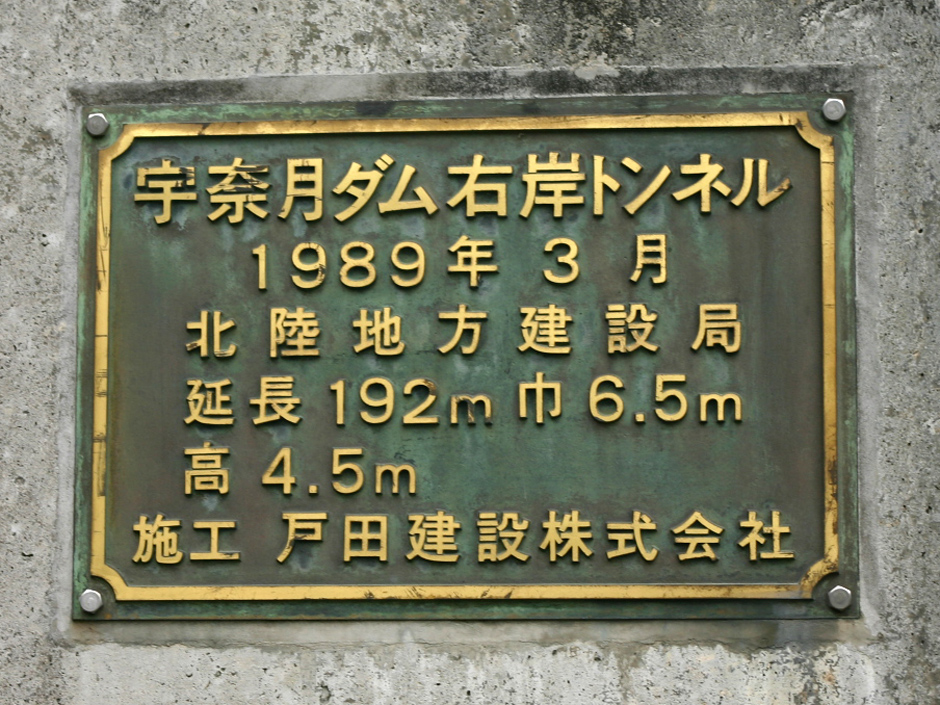 宇奈月ダム右岸トンネル
1989年 3月
北陸地方建設局
延長192m 巾6.5m
高4.5m
施工 戸田建設株式会社